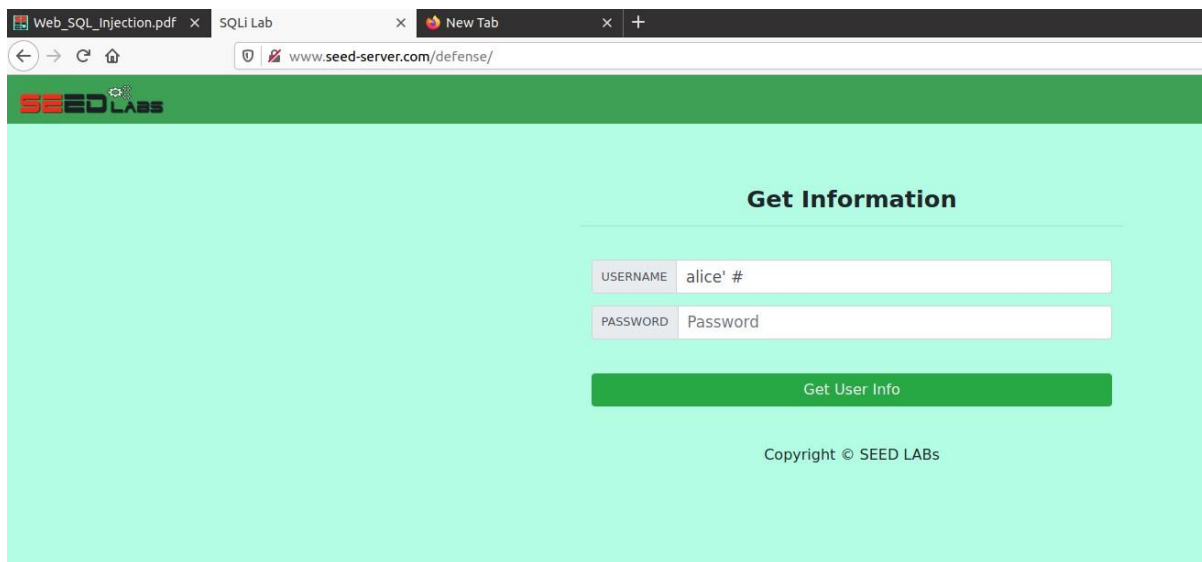 Web_SQL_Injection.pdf SQLi Lab New Tab
www.seed-server.com/defense/
SEED LABS
Get Information
USERNAME alice' #
PASSWORD Password
Get User Info
Copyright © SEED LABs